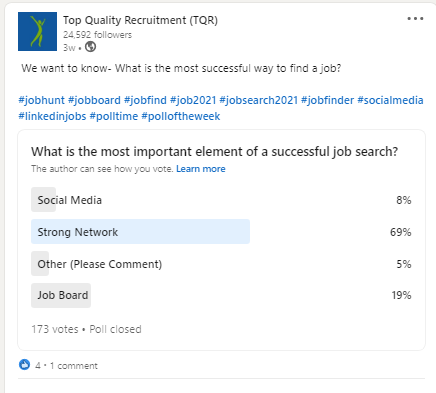 Top Quality Recruitment (TQR)
24,592 followers
3w •
We want to know- What is the most successful way to find a job?
#jobhunt #jobboard #jobfind #job2021 #jobsearch2021 #jobfinder #socialmedia
#linkedinjobs #polltime #polloftheweek
What is the most important element of a successful job search?
The author can see how you vote. Learn more
Social Media 8%
Strong Network 69%
Other (Please Comment) 5%
Job Board 19%
173 votes • Poll closed
4 • 1 comment